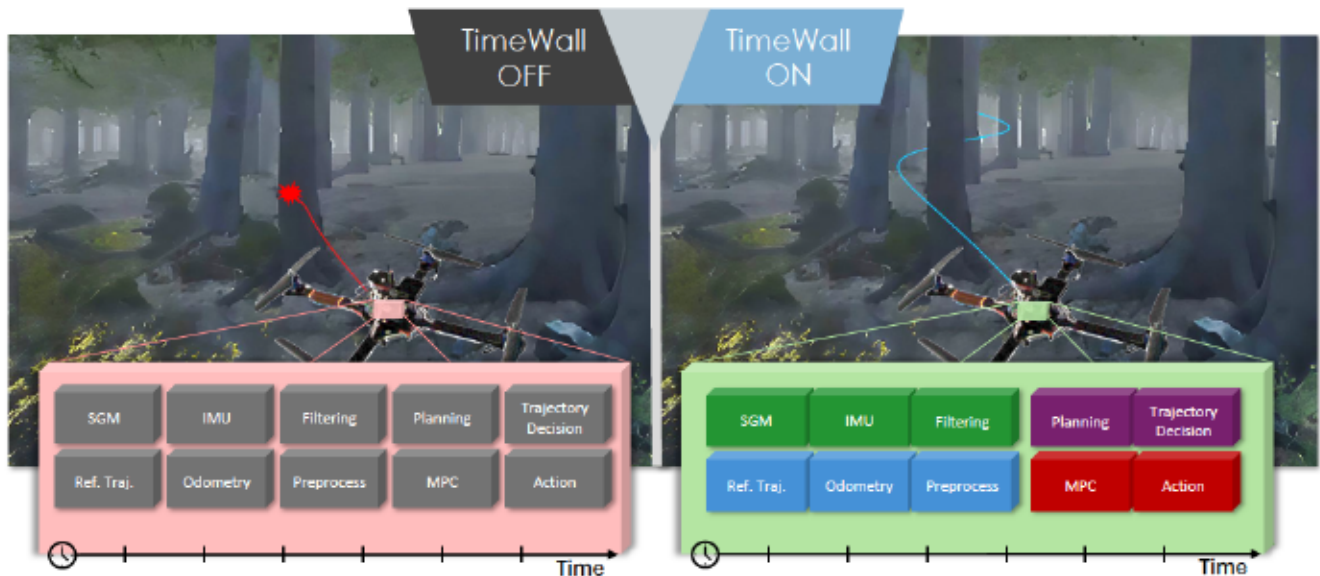 TimeWall
OFF
TimeWall
ON
SGM
IMU
Filtering
Planning
Trajectory
Decision
Ref. Traj.
Odometry
Preprocess
MPC
Action
Time
SGM
IMU
Filtering
Planning
Trajectory
Decision
Ref. Traj.
Odometry
Preprocess
MPC
Action
Time